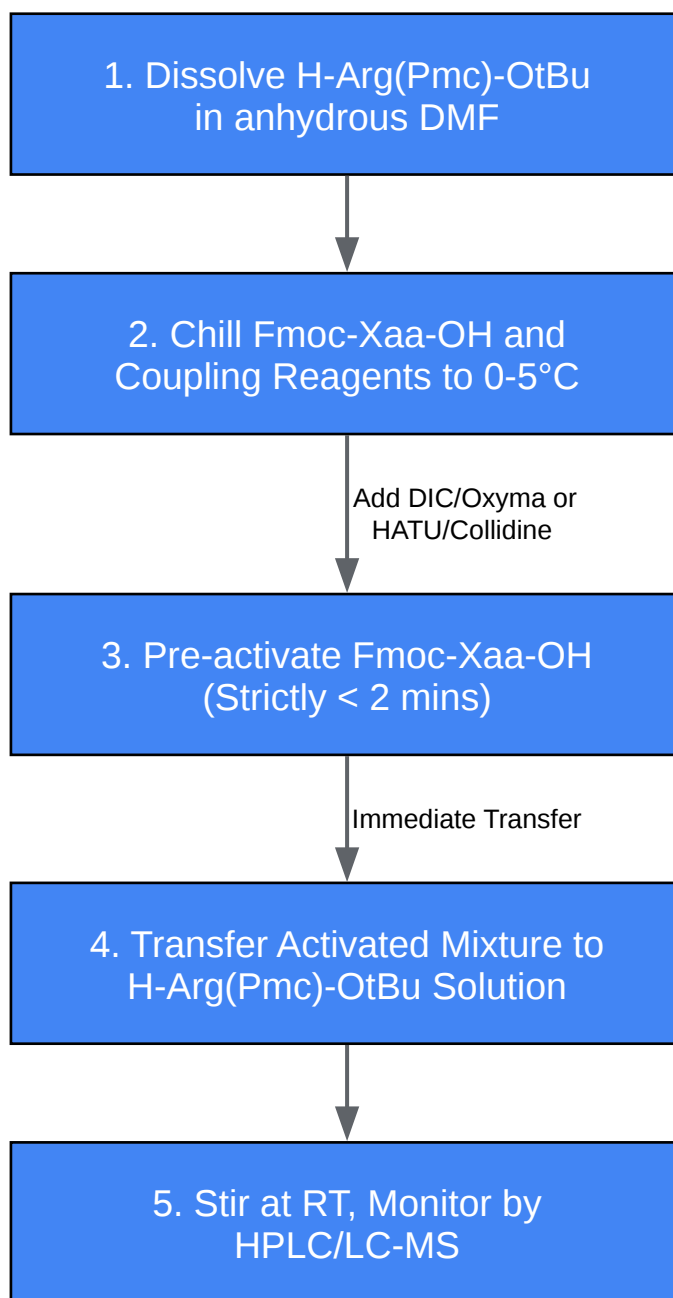 1. Dissolve H-Arg(Pmc)-OtBu
in anhydrous DMF
2. Chill Fmoc-Xaa-OH and
Coupling Reagents to 0-5°C
Add DIC/Oxyma or
HATU/Collidine
3. Pre-activate Fmoc-Xaa-OH
(Strictly < 2 mins)
Immediate Transfer
4. Transfer Activated Mixture to
H-Arg(Pmc)-OtBu Solution
5. Stir at RT, Monitor by
HPLC/LC-MS